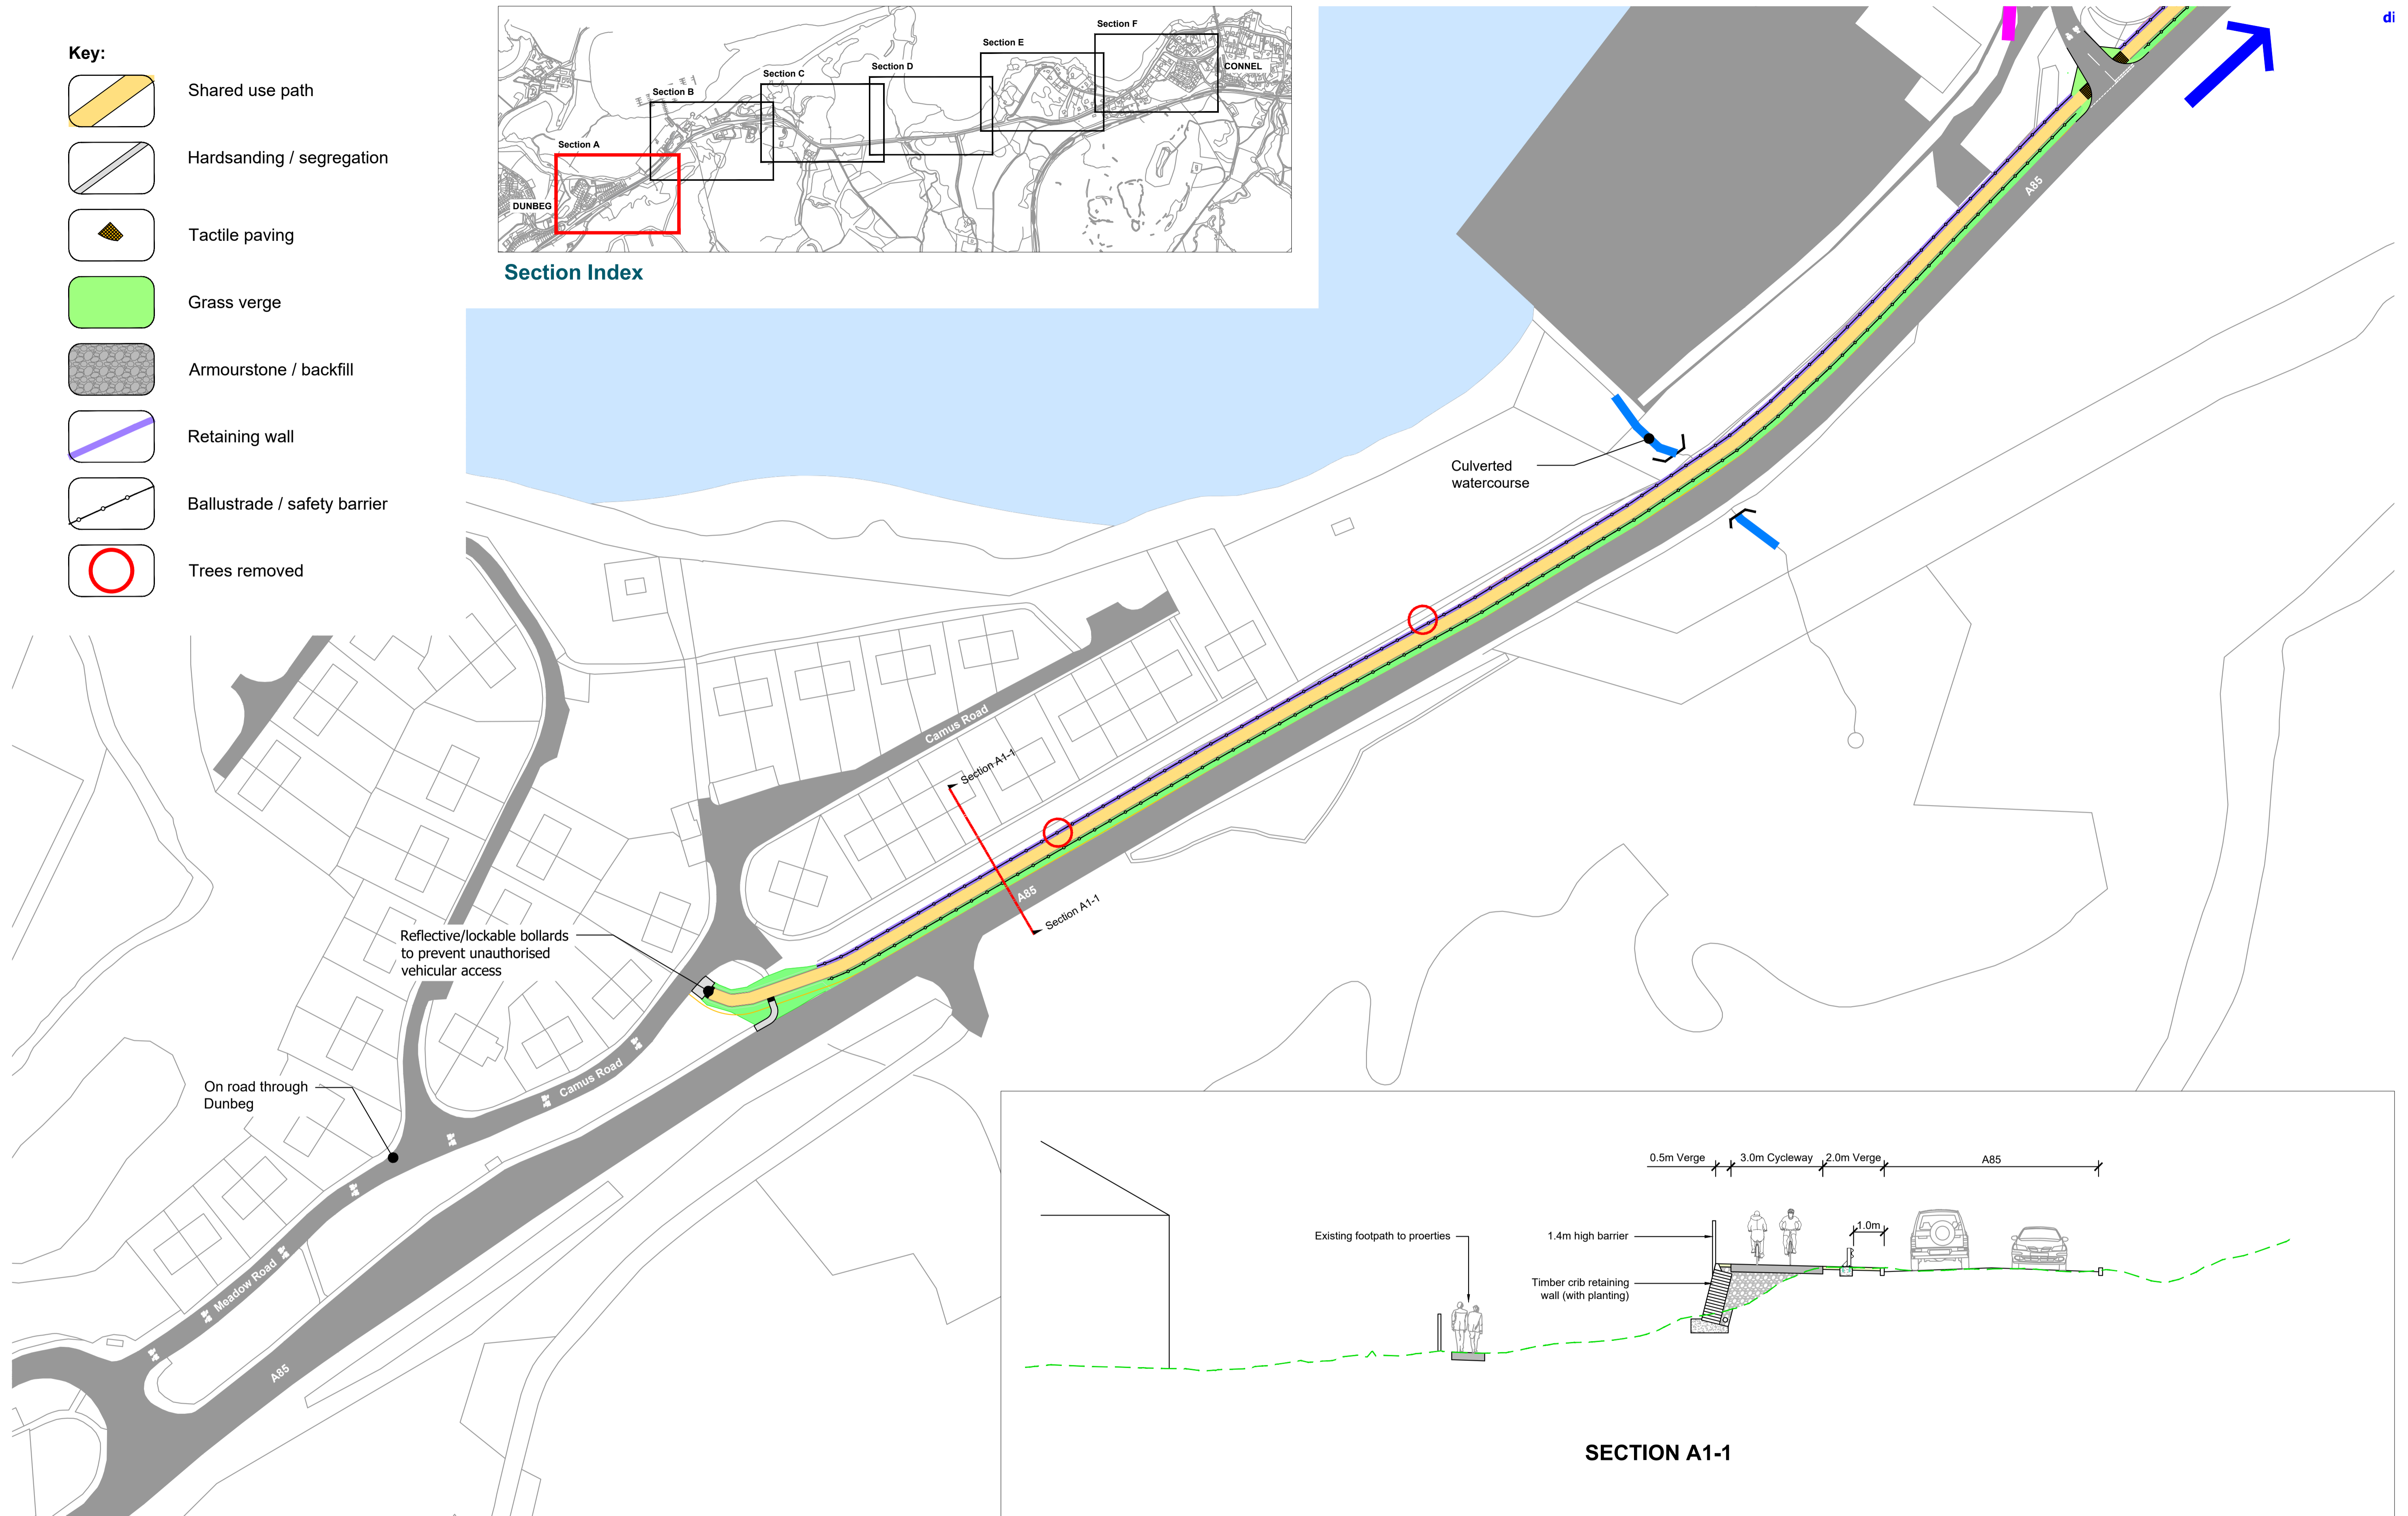 Key:
Shared use path
Hardsanding / segregation
Tactile paving
Grass verge
Armourstone / backfill
Retaining wall
Ballustrade / safety barrier
Trees removed
Section A
Section B
Section C
Section D
Section E
Section F
DUNBEG
CONNEL
Section Index
di
A85
Culverted
watercourse
Camus Road
Section A1-1
A85
Section A1-1
Reflective/lockable bollards
to prevent unauthorised
vehicular access
Camus Road
On road through
Dunbeg
Meadow Road
A85
0.5m Verge
3.0m Cycleway
2.0m Verge
A85
1.0m
Existing footpath to proerties
1.4m high barrier
Timber crib retaining
wall (with planting)
SECTION A1-1